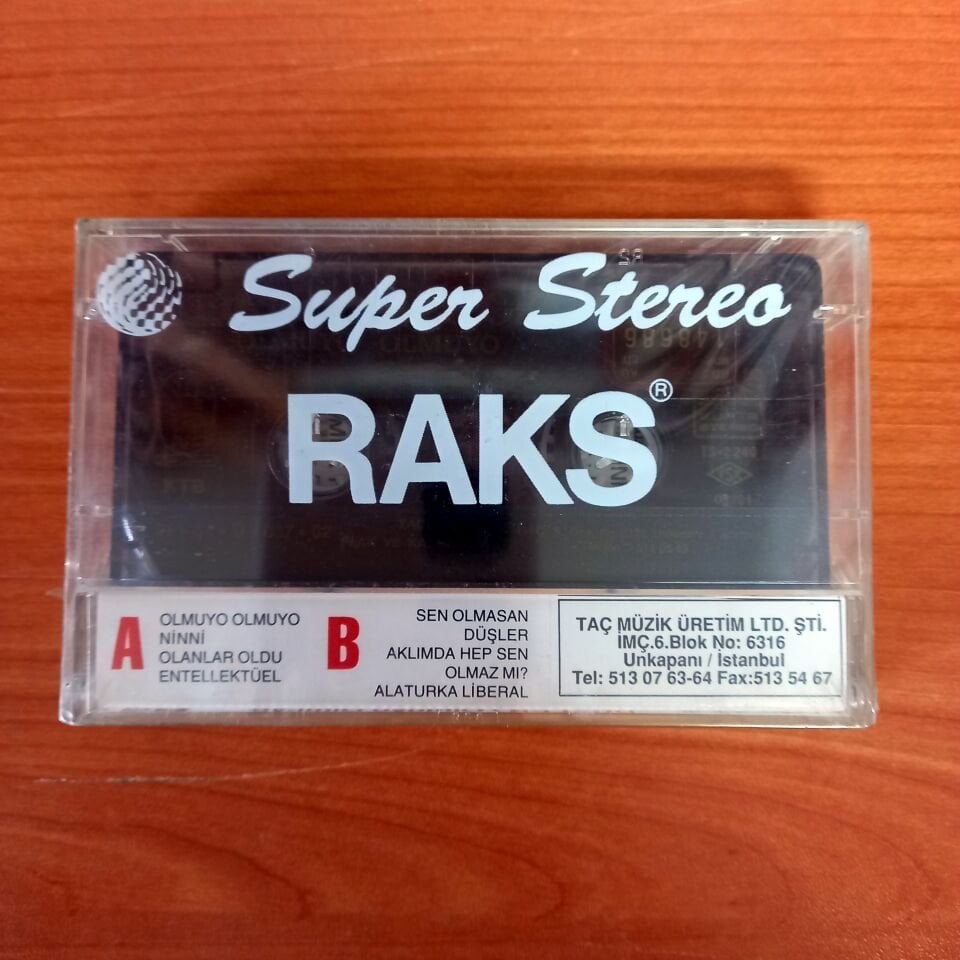 Super Stereo
RAKS®
A
OLMUYO OLMUYO
NİNNİ
OLANLAR OLDU
ENTELLEKTÜEL
B
SEN OLMASAN
DÜŞLER
AKLIMDA HEP SEN
OLMAZ MI?
ALATURKA LİBERAL
TAÇ MÜZİK ÜRETİM LTD. ŞTİ.
İMÇ.6.Blok No: 6316
Unkapanı / İstanbul
Tel: 513 07 63-64 Fax:513 54 67